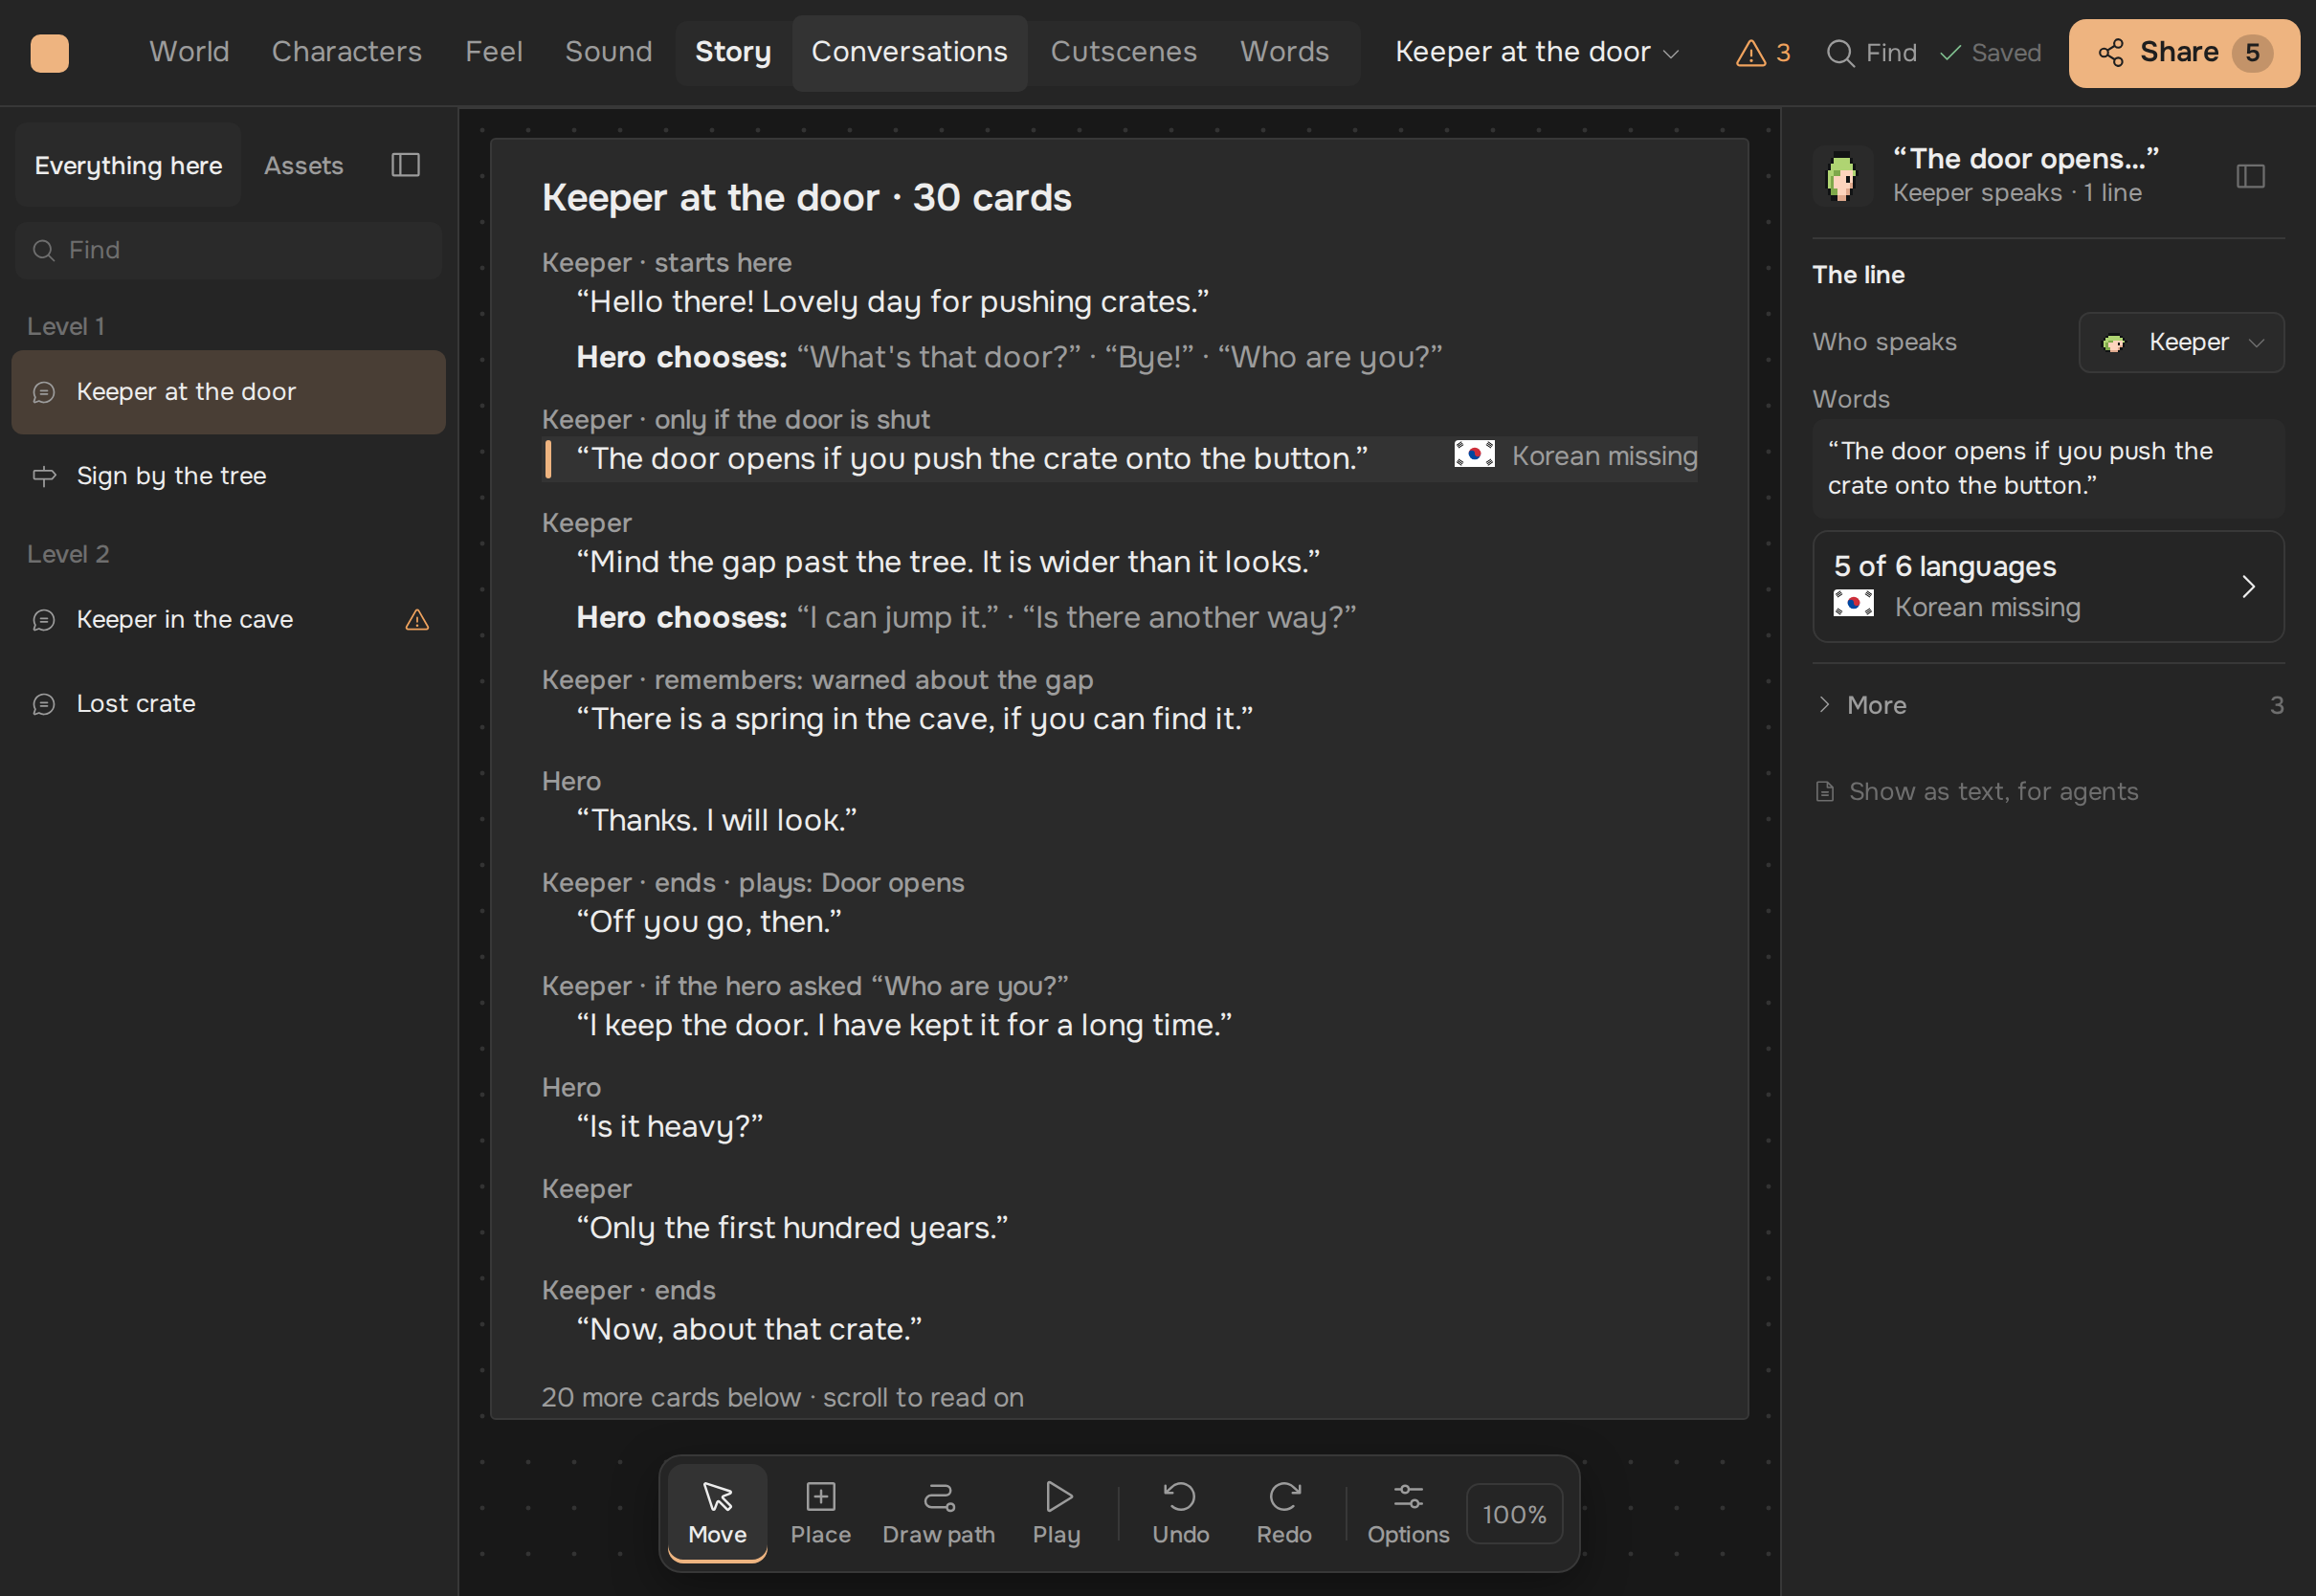 World Characters Feel Sound Story Conversations Cutscenes Words Keeper at the door 3 Find Saved Share 5
Everything here Assets
Find
Level 1
Keeper at the door
Sign by the tree
Level 2
Keeper in the cave
Lost crate
Keeper at the door · 30 cards
Keeper · starts here
“Hello there! Lovely day for pushing crates.”
Hero chooses: “What's that door?” · “Bye!” · “Who are you?”
Keeper · only if the door is shut
“The door opens if you push the crate onto the button.” Korean missing
Keeper
“Mind the gap past the tree. It is wider than it looks.”
Hero chooses: “I can jump it.” · “Is there another way?”
Keeper · remembers: warned about the gap
“There is a spring in the cave, if you can find it.”
Hero
“Thanks. I will look.”
Keeper · ends · plays: Door opens
“Off you go, then.”
Keeper · if the hero asked “Who are you?”
“I keep the door. I have kept it for a long time.”
Hero
“Is it heavy?”
Keeper
“Only the first hundred years.”
Keeper · ends
“Now, about that crate.”
20 more cards below · scroll to read on
Move Place Draw path Play Undo Redo Options 100%
“The door opens...”
Keeper speaks · 1 line
The line
Who speaks Keeper
Words
“The door opens if you push the
crate onto the button.”
5 of 6 languages
Korean missing
More 3
Show as text, for agents